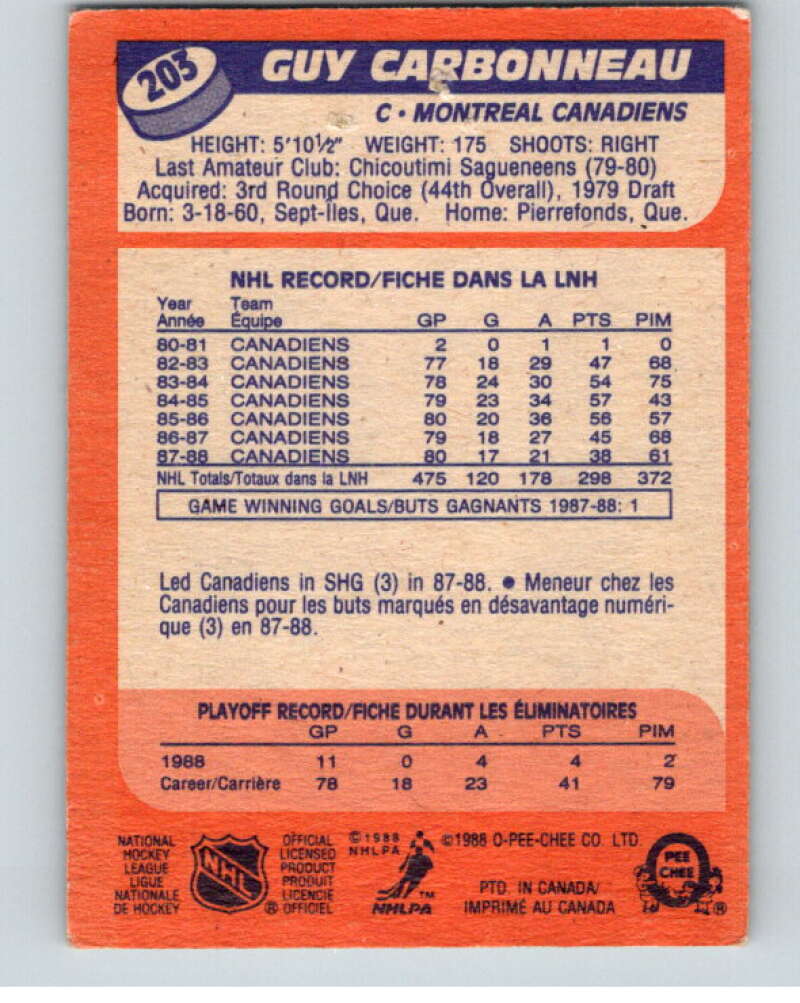 203
GUY CARBONNEAU
C • MONTREAL CANADIENS
HEIGHT: 5'10½" WEIGHT: 175 SHOOTS: RIGHT
Last Amateur Club: Chicoutimi Sagueneens (79-80)
Acquired: 3rd Round Choice (44th Overall), 1979 Draft
Born: 3-18-60, Sept-Îles, Que. Home: Pierrefonds, Que.
NHL RECORD/FICHE DANS LA LNH
Year Team
Année Équipe GP G A PTS PIM
80-81 CANADIENS 2 0 1 1 0
82-83 CANADIENS 77 18 29 47 68
83-84 CANADIENS 78 24 30 54 75
84-85 CANADIENS 79 23 34 57 43
85-86 CANADIENS 80 20 36 56 57
86-87 CANADIENS 79 18 27 45 68
87-88 CANADIENS 80 17 21 38 61
NHL Totals/Totaux dans la LNH 475 120 178 298 372
GAME WINNING GOALS/BUTS GAGNANTS 1987-88: 1
Led Canadiens in SHG (3) in 87-88. • Meneur chez les
Canadiens pour les buts marqués en désavantage numéri-
que (3) en 87-88.
PLAYOFF RECORD/FICHE DURANT LES ÉLIMINATOIRES
GP G A PTS PIM
1988 11 0 4 4 2
Career/Carrière 78 18 23 41 79
NATIONAL
HOCKEY
LEAGUE
LIGUE
NATIONALE
DE HOCKEY
NHL
®
OFFICIAL
LICENSED
PRODUCT
PRODUIT
LICENCIE
OFFICIEL
©1988
NHLPA
™
NHLPA
©1988 O-PEE-CHEE CO. LTD.
PTD. IN CANADA/
IMPRIMÉ AU CANADA
PEE
CHEE
®